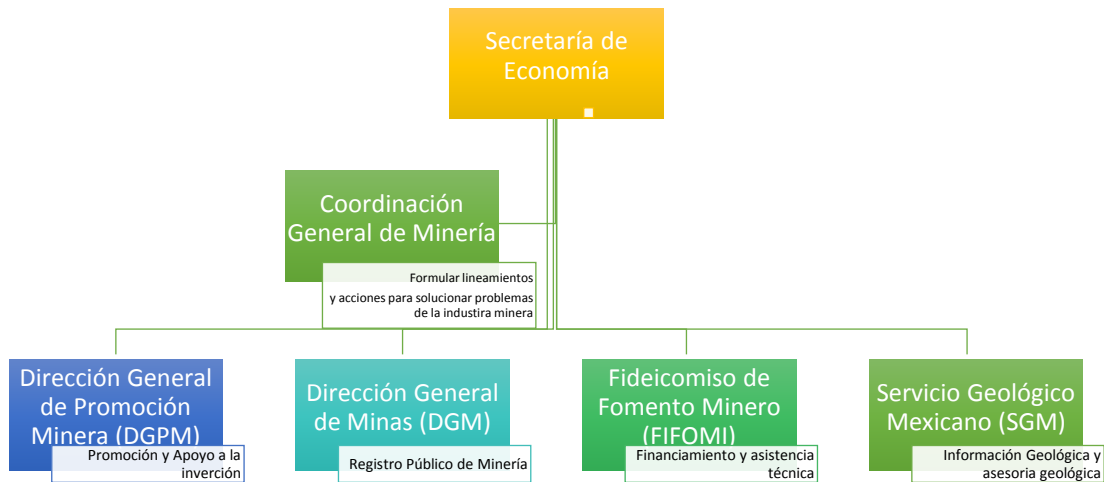 Secretaría de
Economía
Coordinación
General de Minería
Formular lineamientos
y acciones para solucionar problemas
de la industira minera
Dirección General
de Promoción
Minera (DGPM)
Promoción y Apoyo a la
inverción
Dirección General
de Minas (DGM)
Registro Público de Minería
Fideicomiso de
Fomento Minero
(FIFOMI)
Financiamiento y asistencia
técnica
Servicio Geológico
Mexicano (SGM)
Información Geológica y
asesoria geológica